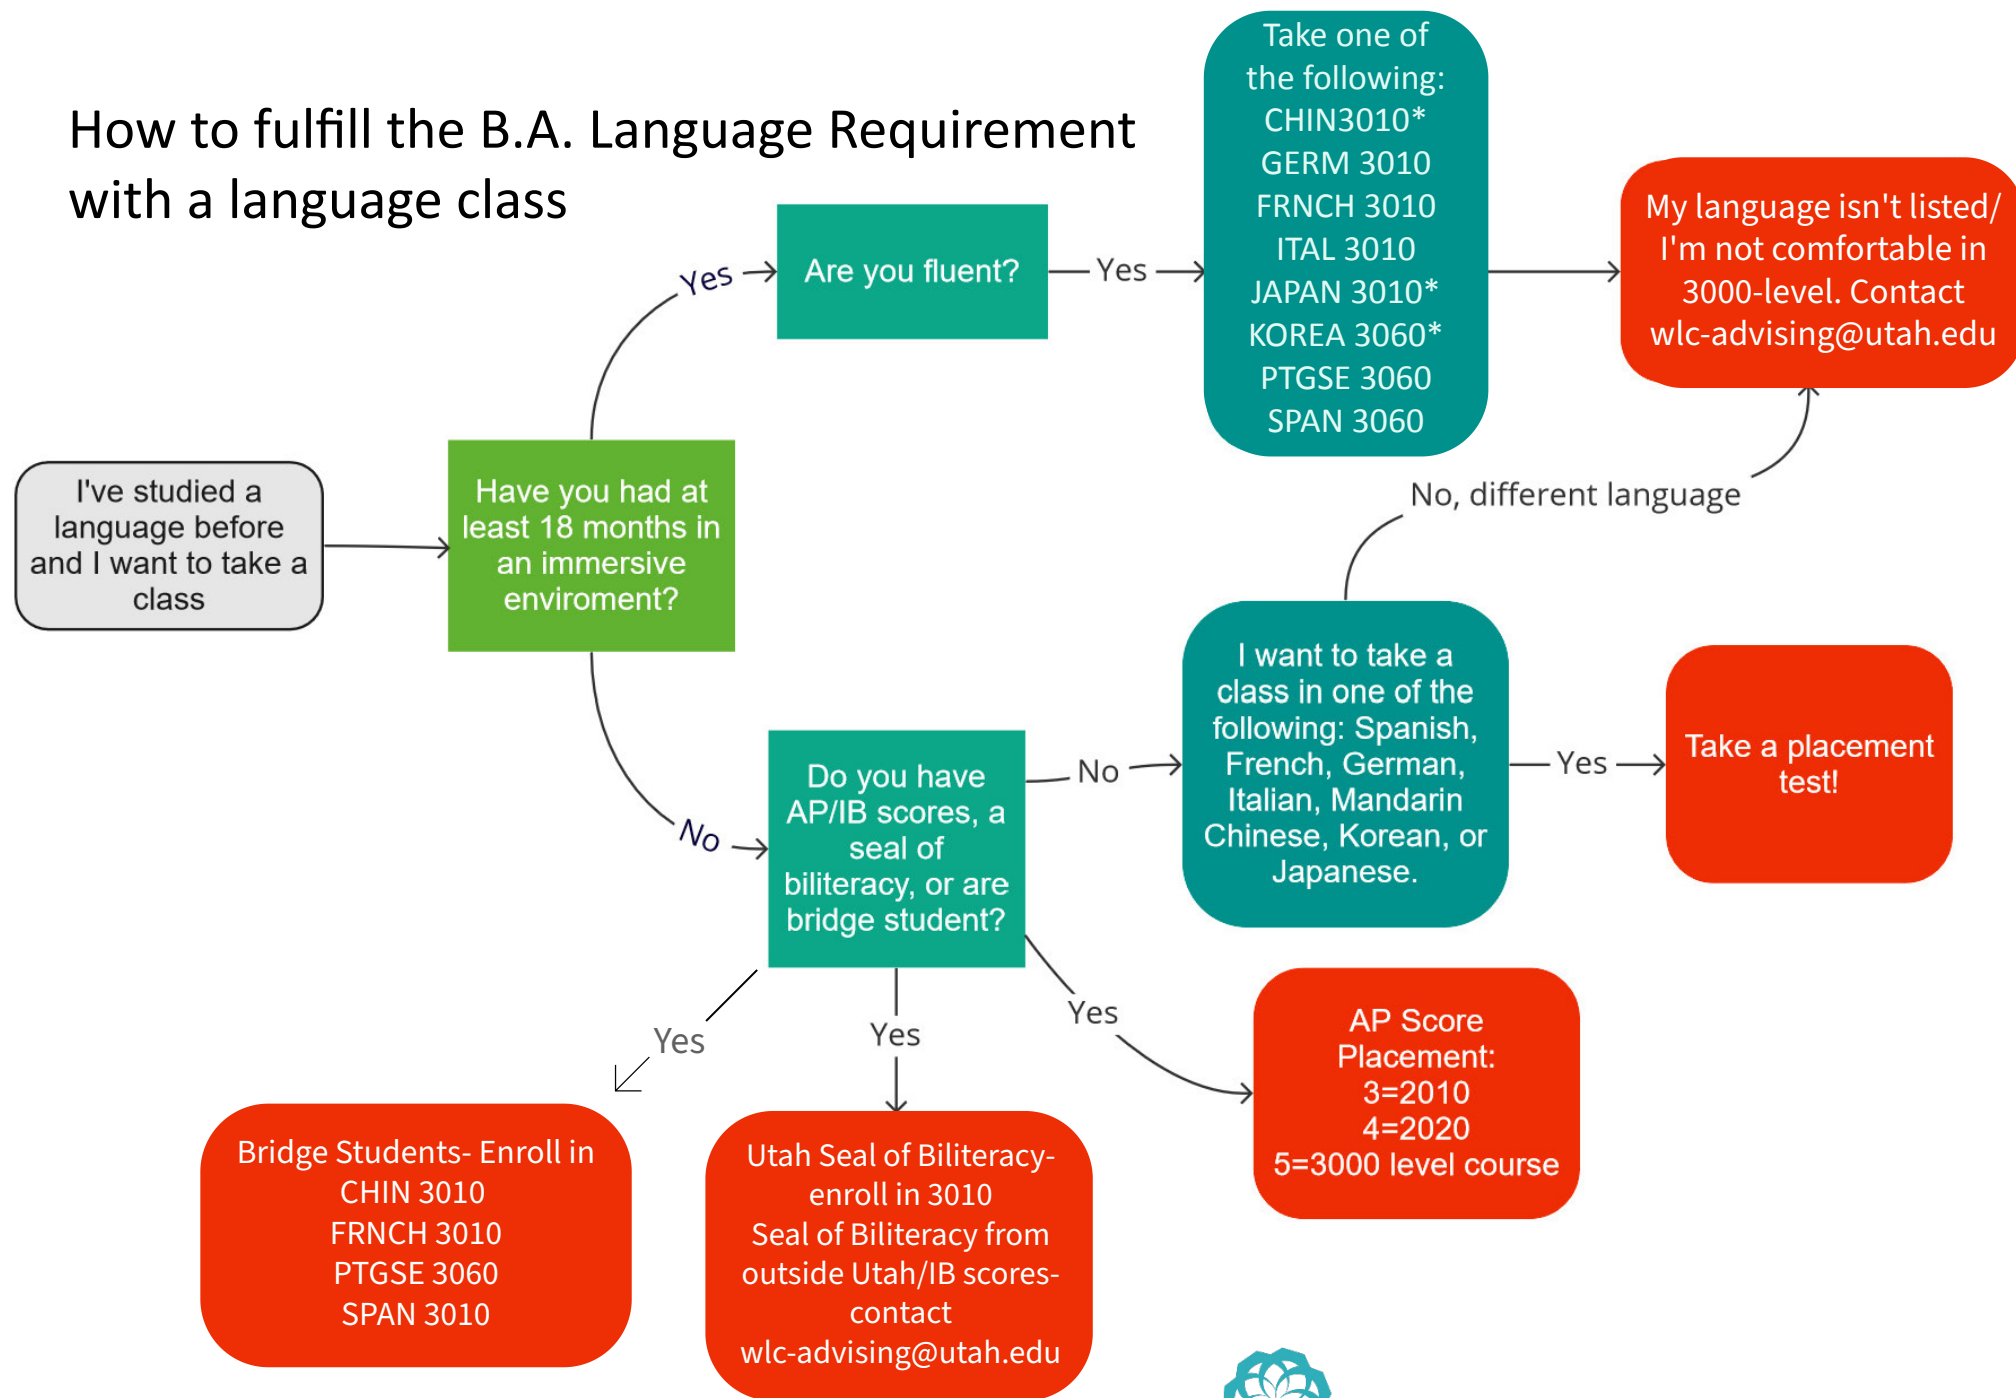 How to fulfill the B.A. Language Requirement
with a language class
I've studied a
language before
and I want to take a
class
Have you had at
least 18 months in
an immersive
enviroment?
Yes
Are you fluent?
Yes
Take one of
the following:
CHIN3010*
GERM 3010
FRNCH 3010
ITAL 3010
JAPAN 3010*
KOREA 3060*
PTGSE 3060
SPAN 3060
My language isn't listed/
I'm not comfortable in
3000-level. Contact
wlc-advising@utah.edu
No
Do you have
AP/IB scores, a
seal of
biliteracy, or are
bridge student?
No
I want to take a
class in one of the
following: Spanish,
French, German,
Italian, Mandarin
Chinese, Korean, or
Japanese.
No, different language
Yes
Take a placement
test!
Yes
AP Score
Placement:
3=2010
4=2020
5=3000 level course
Yes
Utah Seal of Biliteracy-
enroll in 3010
Seal of Biliteracy from
outside Utah/IB scores-
contact
wlc-advising@utah.edu
Yes
Bridge Students- Enroll in
CHIN 3010
FRNCH 3010
PTGSE 3060
SPAN 3010